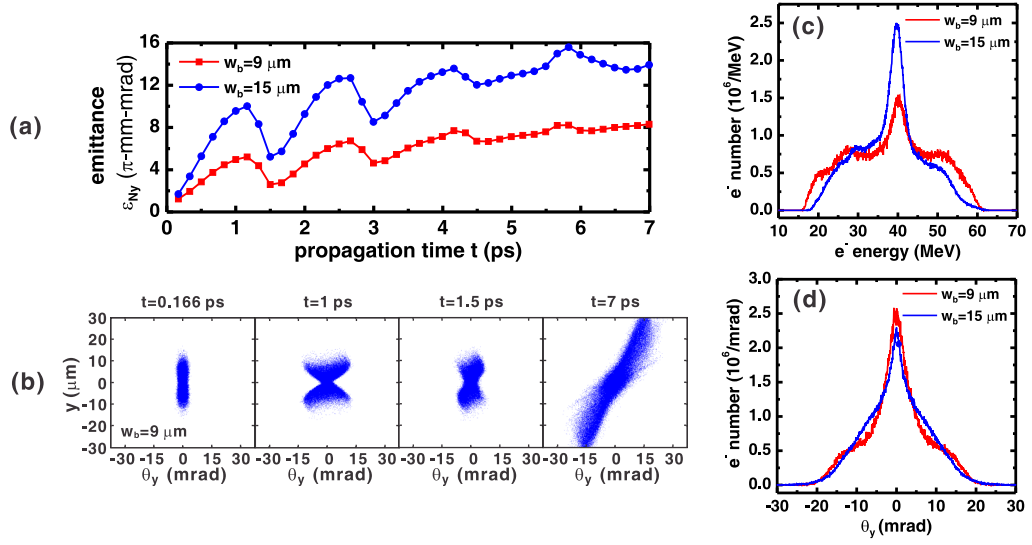 (a)
emittance
ε_Ny (π-mm-mrad)
16
12
8
4
0
w_b=9 μm
w_b=15 μm
0 1 2 3 4 5 6 7
propagation time t (ps)
(b)
t=0.166 ps t=1 ps t=1.5 ps t=7 ps
y (μm)
30
20
10
0
-10
-20
-30
w_b=9 μm
-30 -15 0 15 30 -15 0 15 30 -15 0 15 30 -15 0 15 30
θ_y (mrad) θ_y (mrad) θ_y (mrad) θ_y (mrad)
(c)
e⁻ number (10⁶/MeV)
3.0
2.5
2.0
1.5
1.0
0.5
0.0
w_b=9 μm
w_b=15 μm
10 20 30 40 50 60 70
e⁻ energy (MeV)
(d)
e⁻ number (10⁶/mrad)
3.0
2.5
2.0
1.5
1.0
0.5
0.0
w_b=9 μm
w_b=15 μm
-30 -20 -10 0 10 20 30
θ_y (mrad)